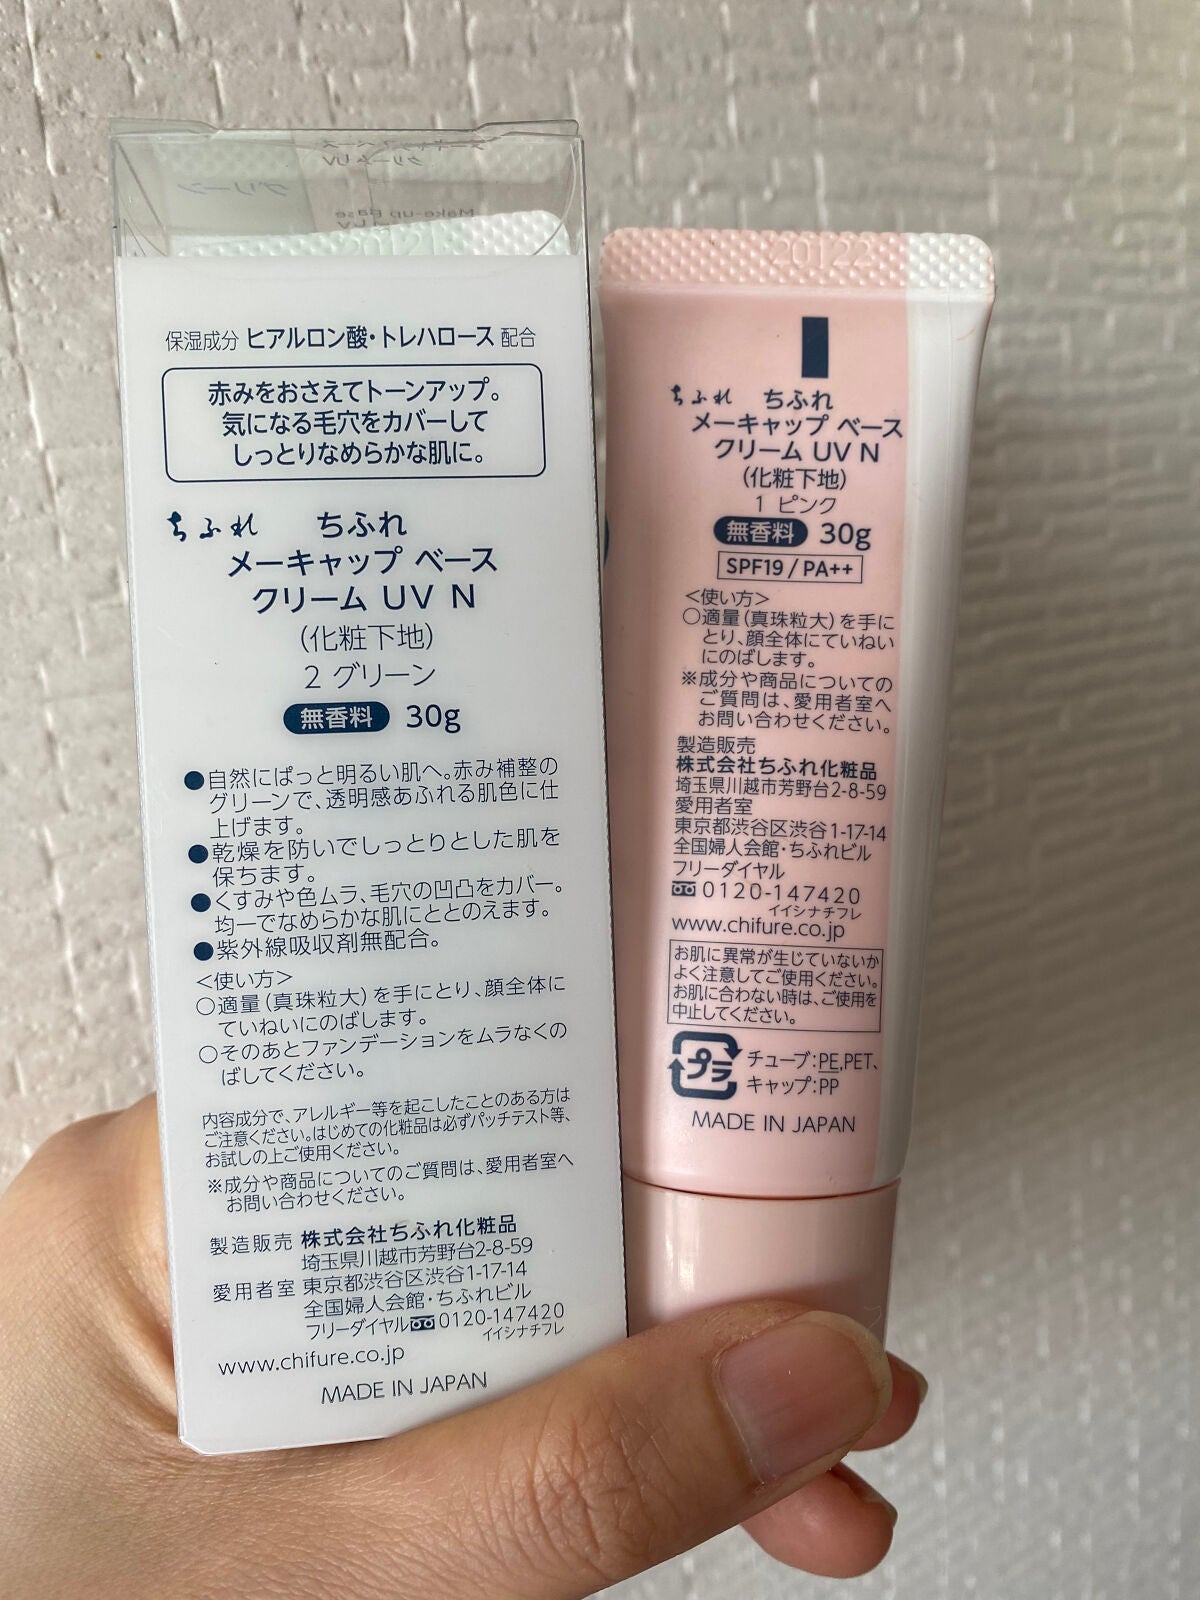 保湿成分 ヒアルロン酸・トレハロース 配合
赤みをおさえてトーンアップ。
気になる毛穴をカバーして
しっとりなめらかな肌に。
ちふれ ちふれ
メーキャップ ベース
クリーム UV N
(化粧下地)
2 グリーン
無香料 30g
●自然にぱっと明るい肌へ。赤み補整の
グリーンで、透明感あふれる肌色に仕
上げます。
●乾燥を防いでしっとりとした肌を
保ちます。
●くすみや色ムラ、毛穴の凹凸をカバー。
均一でなめらかな肌にととのえます。
●紫外線吸収剤無配合。
<使い方>
○適量(真珠粒大)を手にとり、顔全体に
ていねいにのばします。
○そのあとファンデーションをムラなくの
ばしてください。
内容成分で、アレルギー等を起こしたことのある方は
ご注意ください。はじめての化粧品は必ずパッチテスト等、
お試しの上ご使用ください。
※成分や商品についてのご質問は、愛用者室へ
お問い合わせください。
製造販売 株式会社ちふれ化粧品
埼玉県川越市芳野台2-8-59
愛用者室 東京都渋谷区渋谷1-17-14
全国婦人会館・ちふれビル
フリーダイヤル 0120-147420
イイシナチフレ
www.chifure.co.jp
MADE IN JAPAN
20122
ちふれ ちふれ
メーキャップ ベース
クリーム UV N
(化粧下地)
1 ピンク
無香料 30g
SPF19/PA++
<使い方>
○適量(真珠粒大)を手に
とり、顔全体にていねい
にのばします。
※成分や商品についての
ご質問は、愛用者室へ
お問い合わせください。
製造販売
株式会社ちふれ化粧品
埼玉県川越市芳野台2-8-59
愛用者室
東京都渋谷区渋谷1-17-14
全国婦人会館・ちふれビル
フリーダイヤル
0120-147420
イイシナチフレ
www.chifure.co.jp
お肌に異常が生じていないか
よく注意してご使用ください。
お肌に合わない時は、ご使用を
中止してください。
プラ チューブ:PE,PET、
キャップ:PP
MADE IN JAPAN